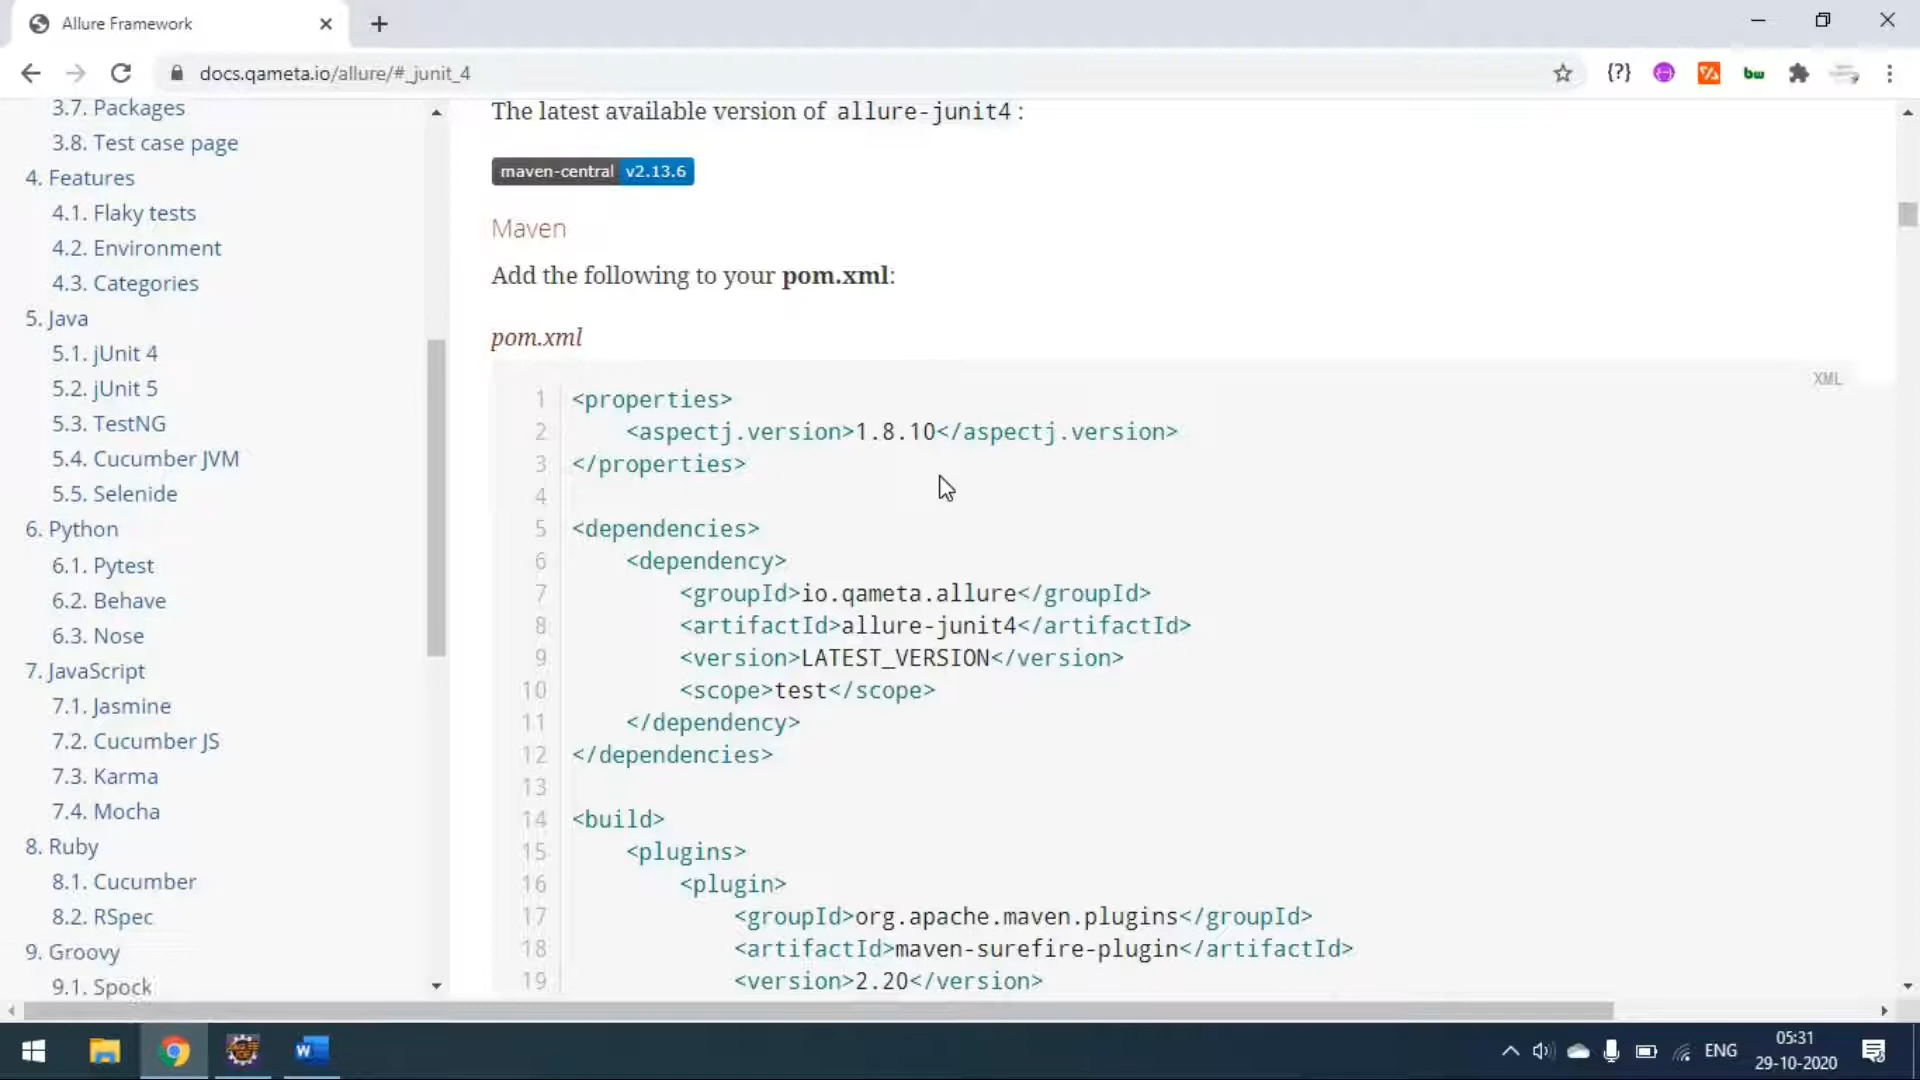 Allure Framework
docs.qameta.io/allure/#_junit_4
{?}
bw
3.7. Packages
3.8. Test case page
4. Features
4.1. Flaky tests
4.2. Environment
4.3. Categories
5. Java
5.1. jUnit 4
5.2. jUnit 5
5.3. TestNG
5.4. Cucumber JVM
5.5. Selenide
6. Python
6.1. Pytest
6.2. Behave
6.3. Nose
7. JavaScript
7.1. Jasmine
7.2. Cucumber JS
7.3. Karma
7.4. Mocha
8. Ruby
8.1. Cucumber
8.2. RSpec
9. Groovy
9.1. Spock
The latest available version of allure-junit4 :
maven-central v2.13.6
Maven
Add the following to your pom.xml:
pom.xml
XML
1 <properties>
2 <aspectj.version>1.8.10</aspectj.version>
3 </properties>
4
5 <dependencies>
6 <dependency>
7 <groupId>io.qameta.allure</groupId>
8 <artifactId>allure-junit4</artifactId>
9 <version>LATEST_VERSION</version>
10 <scope>test</scope>
11 </dependency>
12 </dependencies>
13
14 <build>
15 <plugins>
16 <plugin>
17 <groupId>org.apache.maven.plugins</groupId>
18 <artifactId>maven-surefire-plugin</artifactId>
19 <version>2.20</version>
W
ENG
05:31
29-10-2020